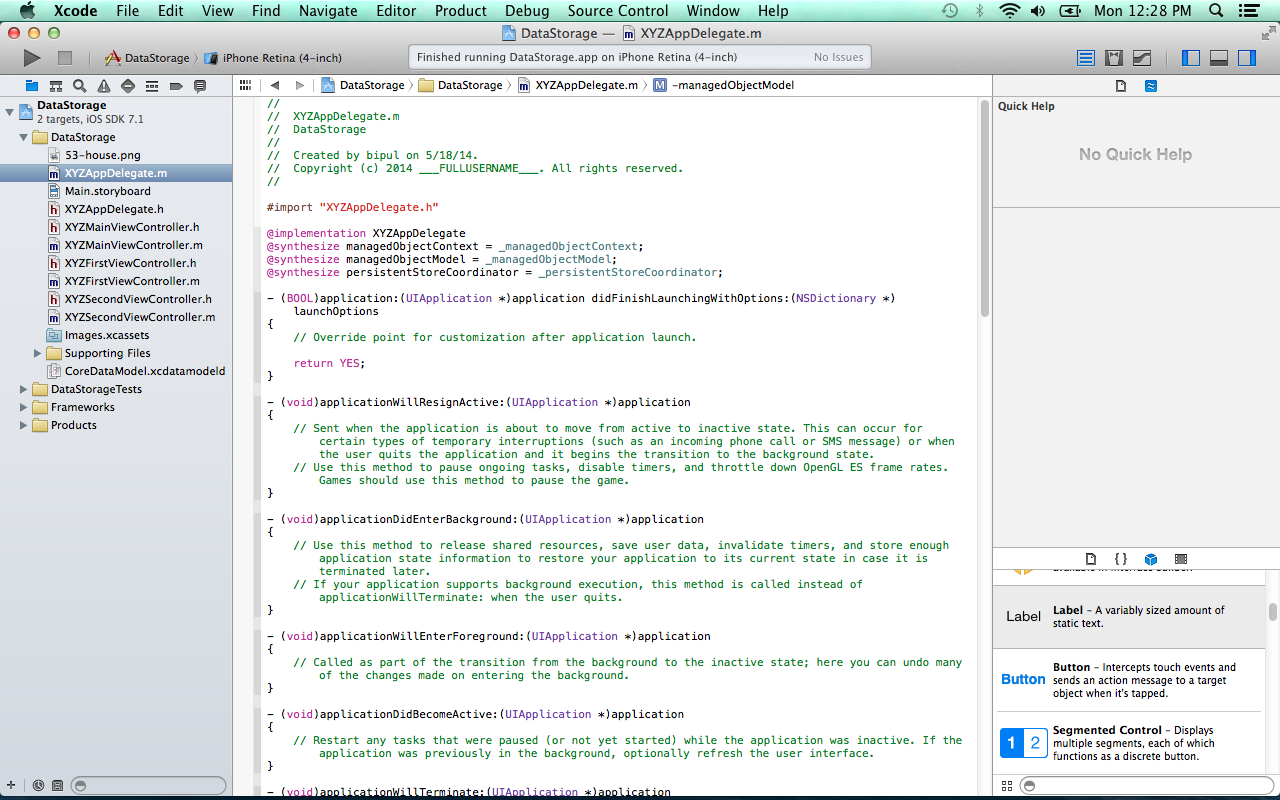 Xcode File Edit View Find Navigate Editor Product Debug Source Control Window Help Mon 12:28 PM
DataStorage — XYZAppDelegate.m
DataStorage iPhone Retina (4-inch)
Finished running DataStorage.app on iPhone Retina (4-inch) No Issues
DataStorage DataStorage XYZAppDelegate.m -managedObjectModel
DataStorage
2 targets, iOS SDK 7.1
DataStorage
53-house.png
XYZAppDelegate.m
Main.storyboard
XYZAppDelegate.h
XYZMainViewController.h
XYZMainViewController.m
XYZFirstViewController.h
XYZFirstViewController.m
XYZSecondViewController.h
XYZSecondViewController.m
Images.xcassets
Supporting Files
CoreDataModel.xcdatamodeld
DataStorageTests
Frameworks
Products
//
// XYZAppDelegate.m
// DataStorage
//
// Created by bipul on 5/18/14.
// Copyright (c) 2014 ___FULLUSERNAME___. All rights reserved.
//
#import "XYZAppDelegate.h"
@implementation XYZAppDelegate
@synthesize managedObjectContext = _managedObjectContext;
@synthesize managedObjectModel = _managedObjectModel;
@synthesize persistentStoreCoordinator = _persistentStoreCoordinator;
- (BOOL)application:(UIApplication *)application didFinishLaunchingWithOptions:(NSDictionary *)
launchOptions
{
// Override point for customization after application launch.
return YES;
}
- (void)applicationWillResignActive:(UIApplication *)application
{
// Sent when the application is about to move from active to inactive state. This can occur for
certain types of temporary interruptions (such as an incoming phone call or SMS message) or when
the user quits the application and it begins the transition to the background state.
// Use this method to pause ongoing tasks, disable timers, and throttle down OpenGL ES frame rates.
Games should use this method to pause the game.
}
- (void)applicationDidEnterBackground:(UIApplication *)application
{
// Use this method to release shared resources, save user data, invalidate timers, and store enough
application state information to restore your application to its current state in case it is
terminated later.
// If your application supports background execution, this method is called instead of
applicationWillTerminate: when the user quits.
}
- (void)applicationWillEnterForeground:(UIApplication *)application
{
// Called as part of the transition from the background to the inactive state; here you can undo many
of the changes made on entering the background.
}
- (void)applicationDidBecomeActive:(UIApplication *)application
{
// Restart any tasks that were paused (or not yet started) while the application was inactive. If the
application was previously in the background, optionally refresh the user interface.
}
- (void)applicationWillTerminate:(UIApplication *)application
Quick Help
No Quick Help
Label
Label – A variably sized amount of
static text.
Button
Button – Intercepts touch events and
sends an action message to a target
object when it's tapped.
1 2
Segmented Control – Displays
multiple segments, each of which
functions as a discrete button.